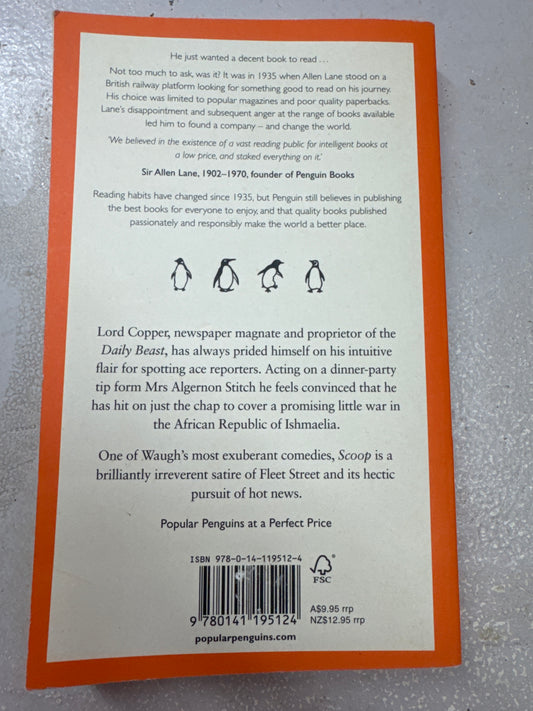 He just wanted a decent book to read . . .
Not too much to ask, was it? It was in 1935 when Allen Lane stood on a
British railway platform looking for something good to read on his journey.
His choice was limited to popular magazines and poor quality paperbacks.
Lane's disappointment and subsequent anger at the range of books available
led him to found a company – and change the world.
'We believed in the existence of a vast reading public for intelligent books at
a low price, and staked everything on it.'
Sir Allen Lane, 1902–1970, founder of Penguin Books
Reading habits have changed since 1935, but Penguin still believes in publishing
the best books for everyone to enjoy, and that quality books published
passionately and responsibly make the world a better place.
Lord Copper, newspaper magnate and proprietor of the
Daily Beast, has always prided himself on his intuitive
flair for spotting ace reporters. Acting on a dinner-party
tip form Mrs Algernon Stitch he feels convinced that he
has hit on just the chap to cover a promising little war in
the African Republic of Ishmaelia.
One of Waugh's most exuberant comedies, Scoop is a
brilliantly irreverent satire of Fleet Street and its hectic
pursuit of hot news.
Popular Penguins at a Perfect Price
ISBN 978-0-14-119512-4
FSC®
A$9.95 rrp
NZ$12.95 rrp
9 780141 195124
popularpenguins.com